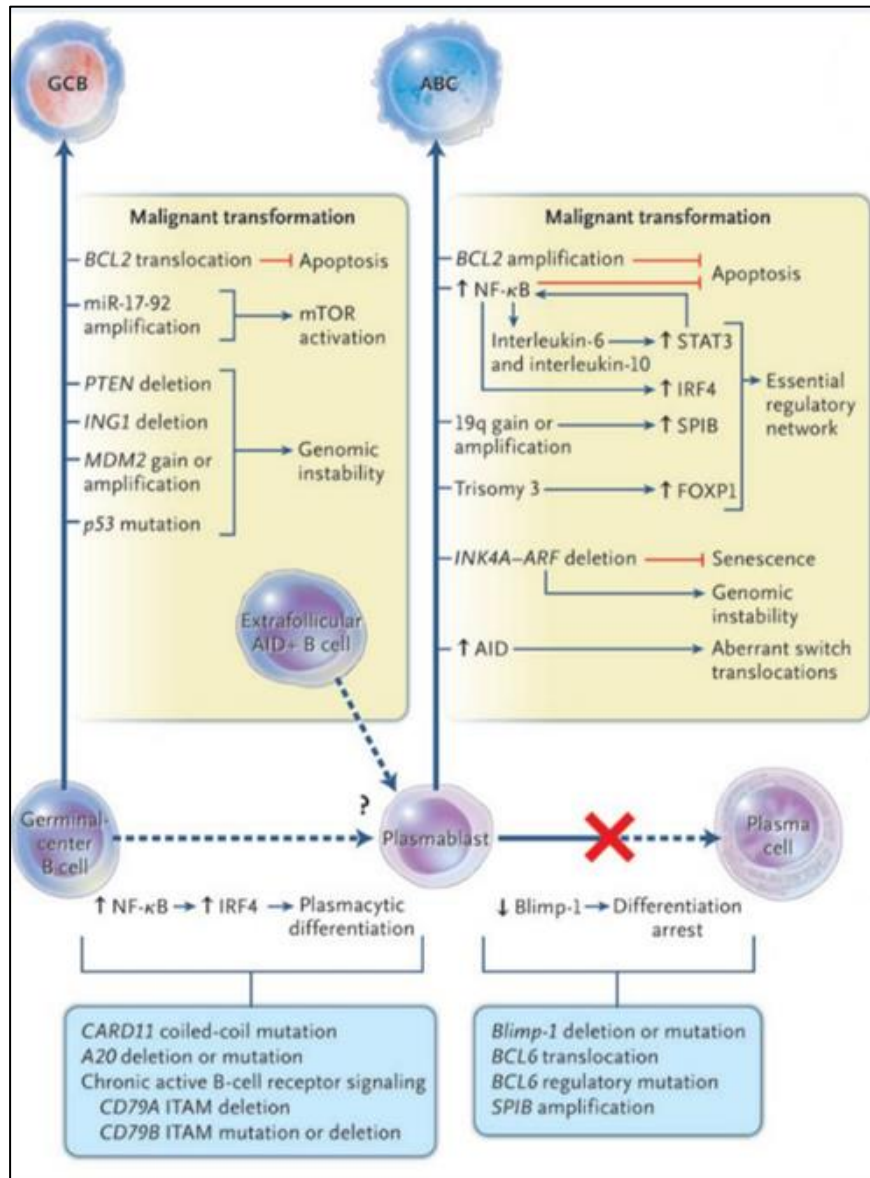 GCB
ABC
Malignant transformation
BCL2 translocation
Apoptosis
miR-17-92
amplification
mTOR
activation
PTEN deletion
ING1 deletion
MDM2 gain or
amplification
p53 mutation
Genomic
instability
Malignant transformation
BCL2 amplification
↑ NF-κB
Apoptosis
Interleukin-6
and interleukin-10
↑ STAT3
↑ IRF4
19q gain or
amplification
↑ SPIB
Trisomy 3
↑ FOXP1
Essential
regulatory
network
INK4A–ARF deletion
Senescence
Genomic
instability
↑ AID
Aberrant switch
translocations
Extrafollicular
AID+ B cell
Germinal-
center
B cell
?
Plasmablast
Plasma
cell
↑ NF-κB → ↑ IRF4 → Plasmacytic
differentiation
↓ Blimp-1 → Differentiation
arrest
CARD11 coiled-coil mutation
A20 deletion or mutation
Chronic active B-cell receptor signaling
CD79A ITAM deletion
CD79B ITAM mutation or deletion
Blimp-1 deletion or mutation
BCL6 translocation
BCL6 regulatory mutation
SPIB amplification